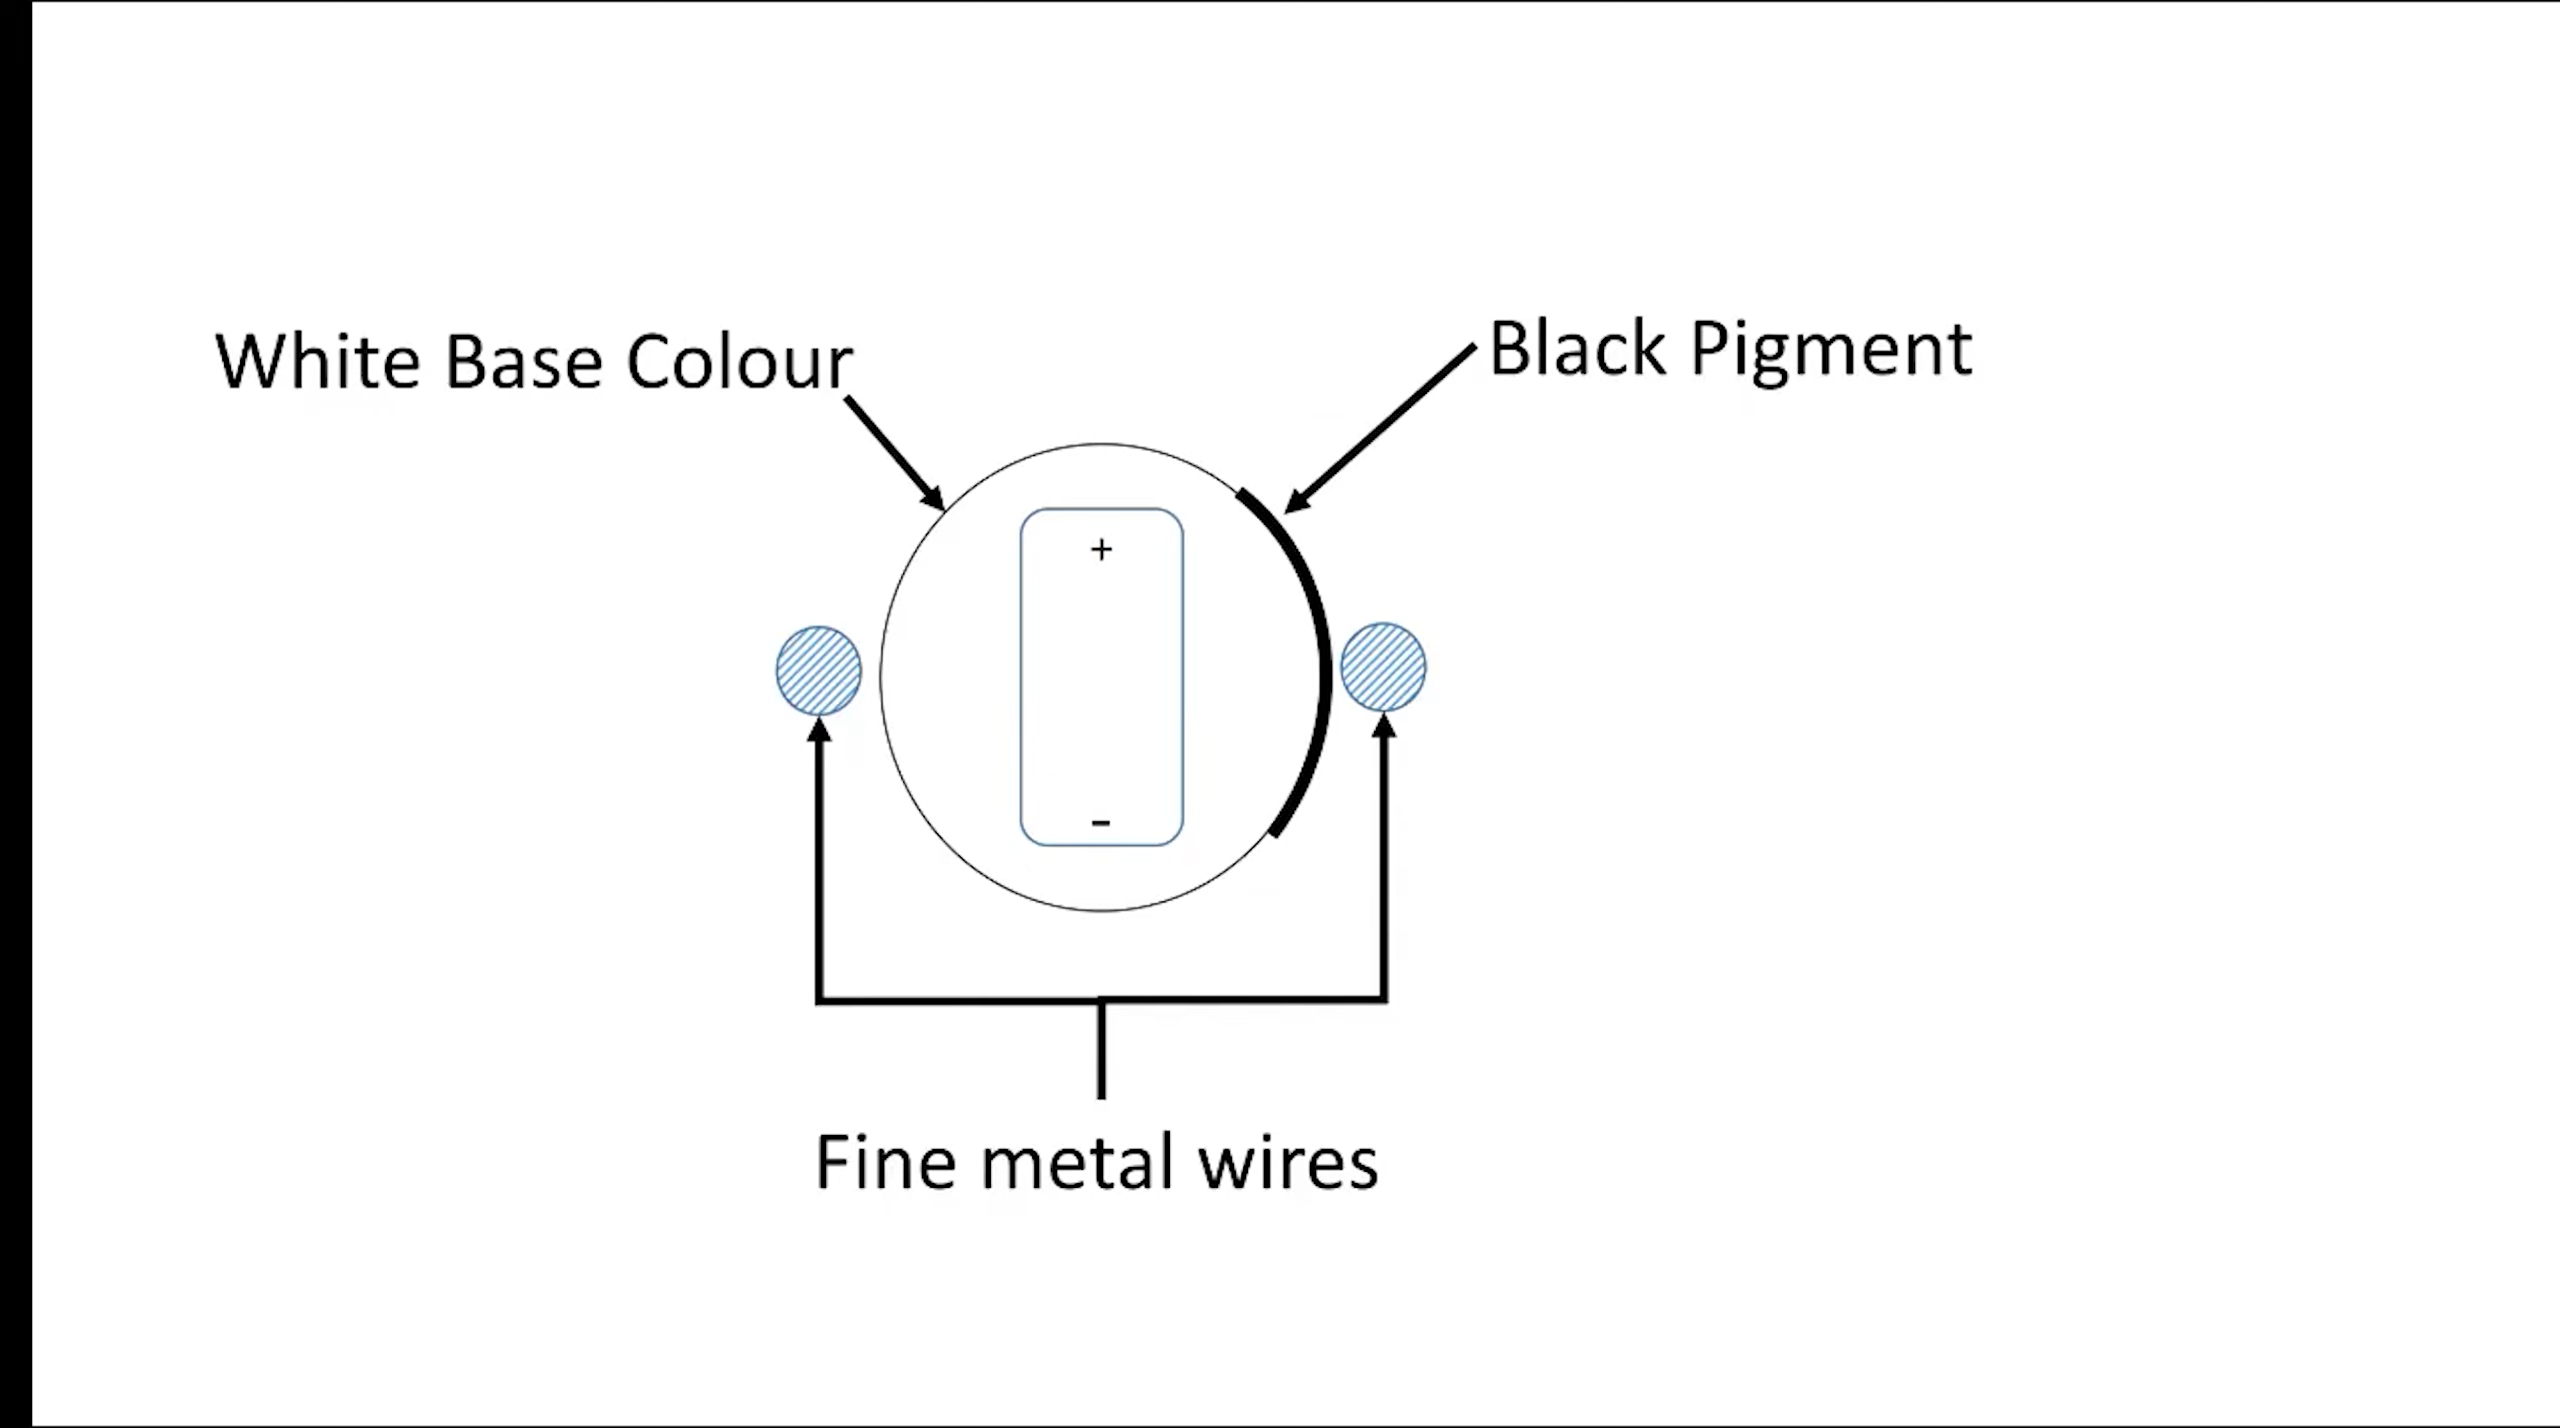 White Base Colour
Black Pigment
+
-
Fine metal wires